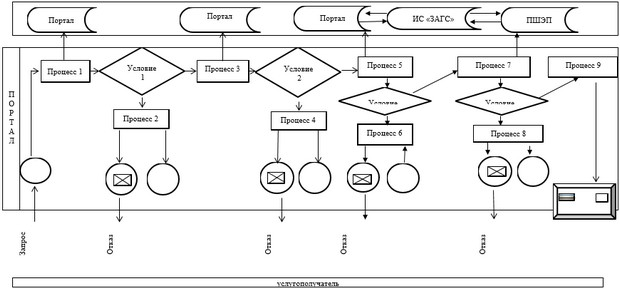 Портал
Портал
Портал
ИС «ЗАГС»
ПШЭП
ПОРТАЛ
Процесс 1
Условие
1
Процесс 3
Условие
2
Процесс 5
Процесс 7
Процесс 9
Условие
Условие
Процесс 2
Процесс 4
Процесс 6
Процесс 8
Запрос
Отказ
Отказ
Отказ
Отказ
услугополучатель